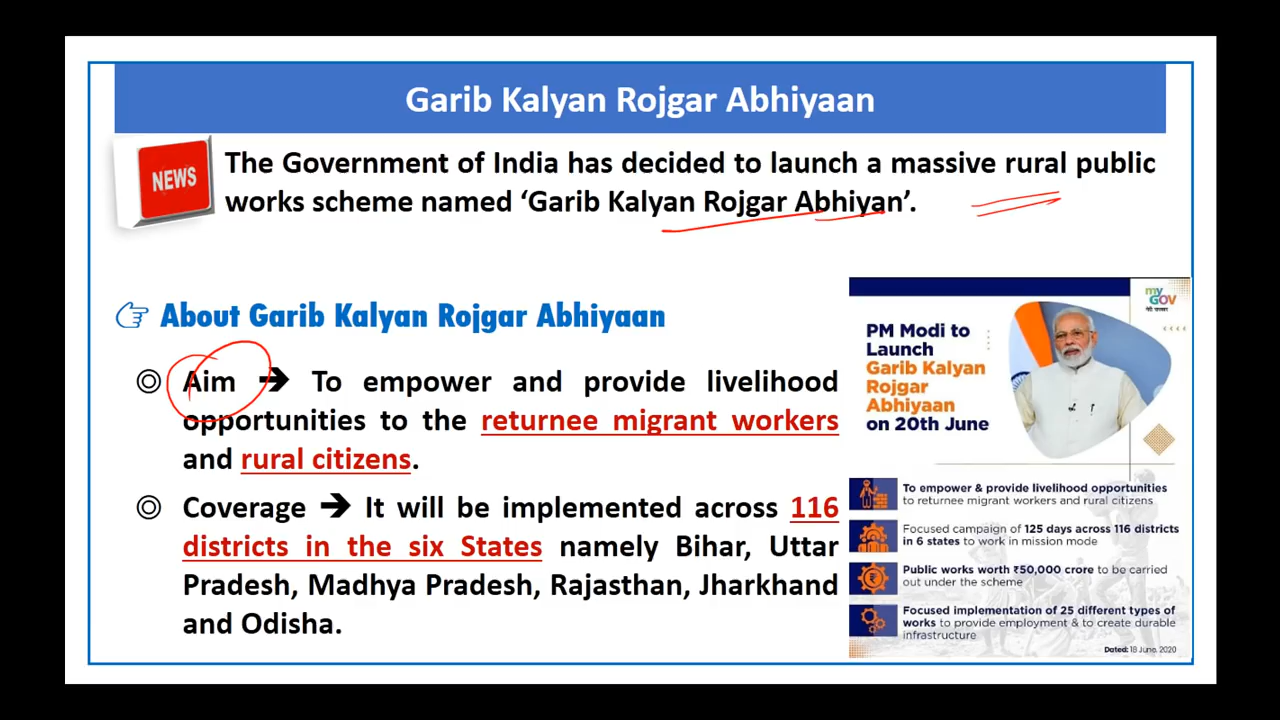 Garib Kalyan Rojgar Abhiyaan
NEWS
The Government of India has decided to launch a massive rural public
works scheme named ‘Garib Kalyan Rojgar Abhiyan’.
About Garib Kalyan Rojgar Abhiyaan
Aim ➔ To empower and provide livelihood
opportunities to the returnee migrant workers
and rural citizens.
Coverage ➔ It will be implemented across 116
districts in the six States namely Bihar, Uttar
Pradesh, Madhya Pradesh, Rajasthan, Jharkhand
and Odisha.
my
GOV
मेरी सरकार
PM Modi to
Launch
Garib Kalyan
Rojgar
Abhiyaan
on 20th June
To empower & provide livelihood opportunities
to returnee migrant workers and rural citizens
Focused campaign of 125 days across 116 districts
in 6 states to work in mission mode
Public works worth ₹50,000 crore to be carried
out under the scheme
Focused implementation of 25 different types of
works to provide employment & to create durable
infrastructure
Dated: 18 June, 2020